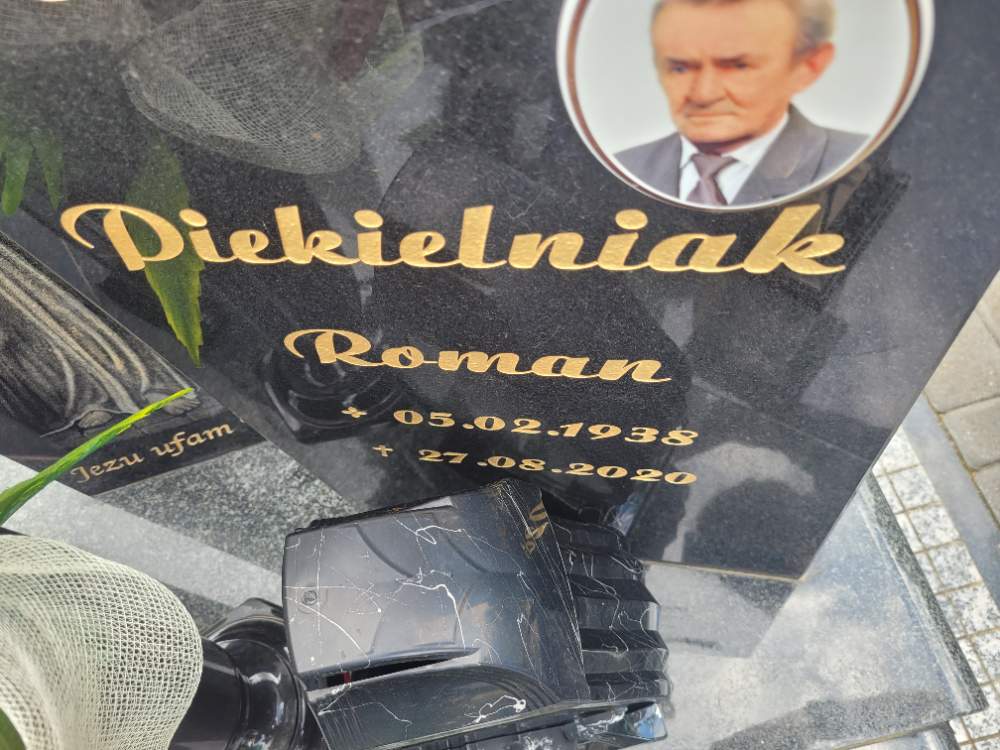 Piekielniak
Roman
* 05.02.1938
† 27.08.2020
Jezu ufam